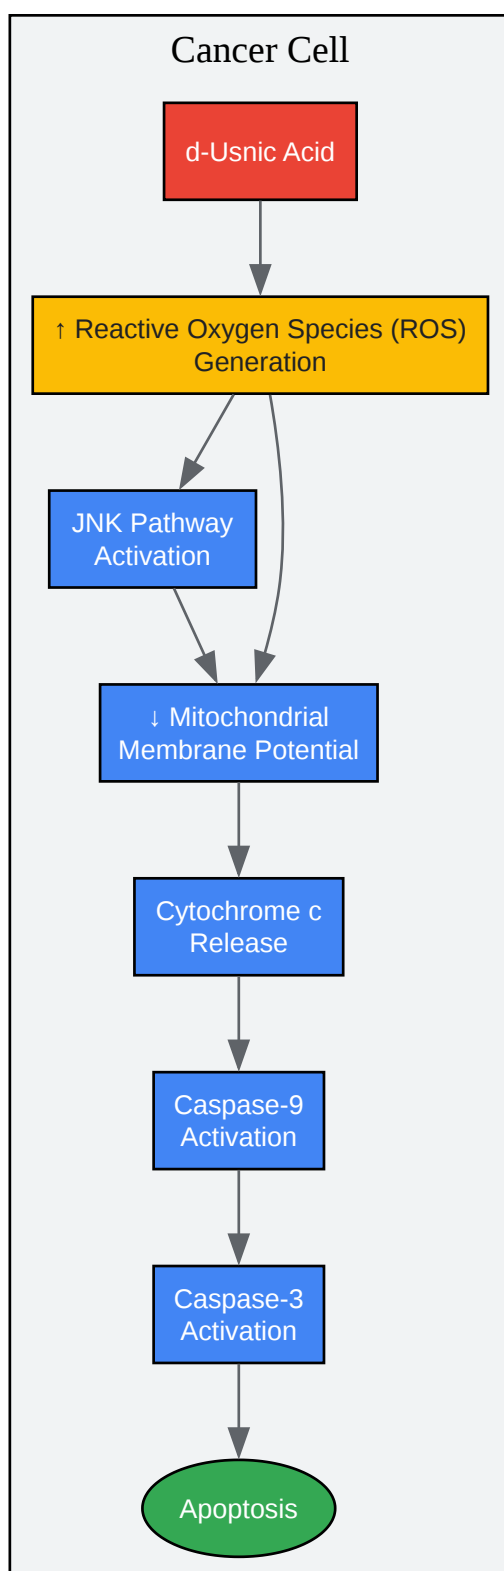 Cancer Cell
d-Usnic Acid
↑ Reactive Oxygen Species (ROS)
Generation
JNK Pathway
Activation
↓ Mitochondrial
Membrane Potential
Cytochrome c
Release
Caspase-9
Activation
Caspase-3
Activation
Apoptosis